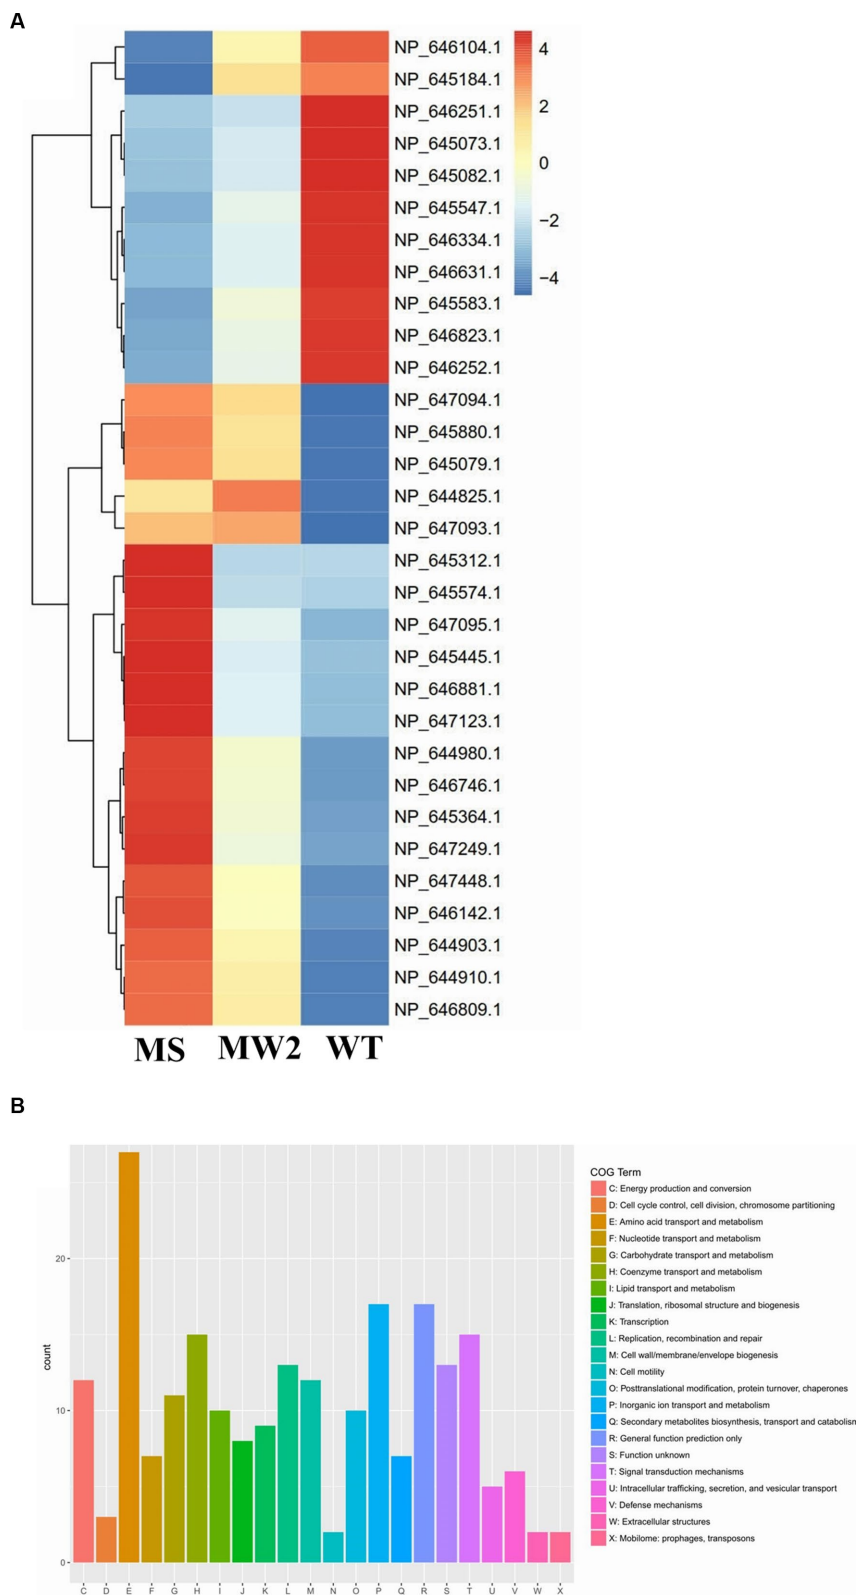 A
NP_646104.1
NP_645184.1
NP_646251.1
NP_645073.1
NP_645082.1
NP_645547.1
NP_646334.1
NP_646631.1
NP_645583.1
NP_646823.1
NP_646252.1
NP_647094.1
NP_645880.1
NP_645079.1
NP_644825.1
NP_647093.1
NP_645312.1
NP_645574.1
NP_647095.1
NP_645445.1
NP_646881.1
NP_647123.1
NP_644980.1
NP_646746.1
NP_645364.1
NP_647249.1
NP_647448.1
NP_646142.1
NP_644903.1
NP_644910.1
NP_646809.1
4
2
0
−2
−4
MS MW2 WT
B
count
20
10
0
C D E F G H I J K L M N O P Q R S T U V W X
COG Term
C: Energy production and conversion
D: Cell cycle control, cell division, chromosome partitioning
E: Amino acid transport and metabolism
F: Nucleotide transport and metabolism
G: Carbohydrate transport and metabolism
H: Coenzyme transport and metabolism
I: Lipid transport and metabolism
J: Translation, ribosomal structure and biogenesis
K: Transcription
L: Replication, recombination and repair
M: Cell wall/membrane/envelope biogenesis
N: Cell motility
O: Posttranslational modification, protein turnover, chaperones
P: Inorganic ion transport and metabolism
Q: Secondary metabolites biosynthesis, transport and catabolism
R: General function prediction only
S: Function unknown
T: Signal transduction mechanisms
U: Intracellular trafficking, secretion, and vesicular transport
V: Defense mechanisms
W: Extracellular structures
X: Mobilome: prophages, transposons